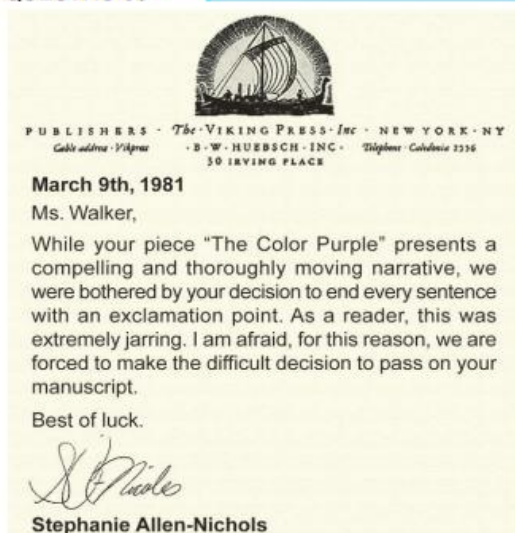 PUBLISHERS · The · VIKING PRESS · Inc · NEW YORK · NY
Cable address · Vikpress · B · W · HUEBSCH · INC · Telephone · Caledonia
30 IRVING PLACE
March 9th, 1981
Ms. Walker,
While your piece “The Color Purple” presents a
compelling and thoroughly moving narrative, we
were bothered by your decision to end every sentence
with an exclamation point. As a reader, this was
extremely jarring. I am afraid, for this reason, we are
forced to make the difficult decision to pass on your
manuscript.
Best of luck.
Stephanie Allen-Nichols